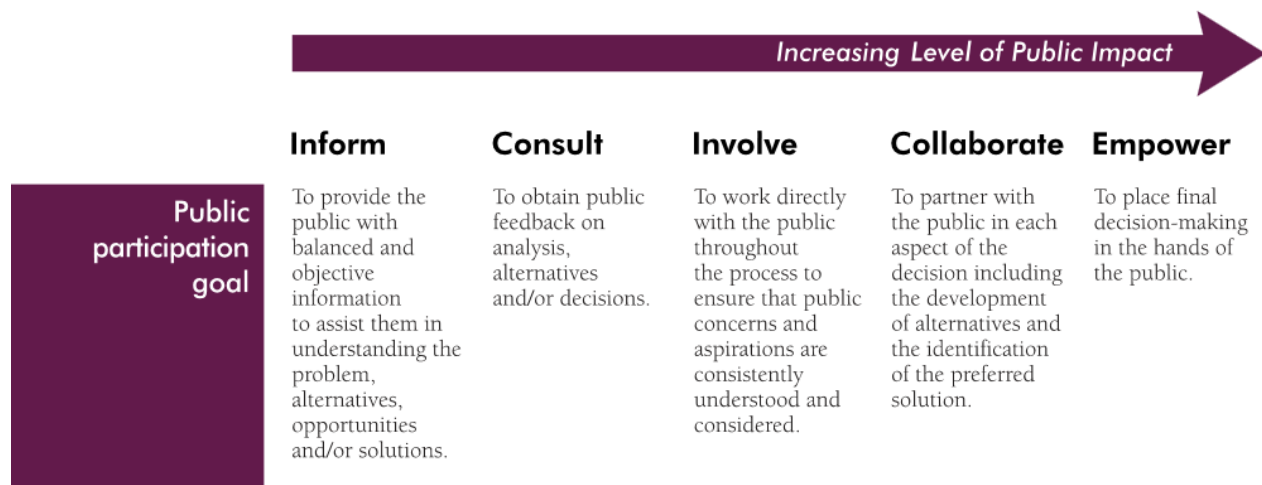 Increasing Level of Public Impact
Inform
Consult
Involve
Collaborate
Empower
Public
participation
goal
To provide the
public with
balanced and
objective
information
to assist them in
understanding the
problem,
alternatives,
opportunities
and/or solutions.
To obtain public
feedback on
analysis,
alternatives
and/or decisions.
To work directly
with the public
throughout
the process to
ensure that public
concerns and
aspirations are
consistently
understood and
considered.
To partner with
the public in each
aspect of the
decision including
the development
of alternatives and
the identification
of the preferred
solution.
To place final
decision-making
in the hands of
the public.